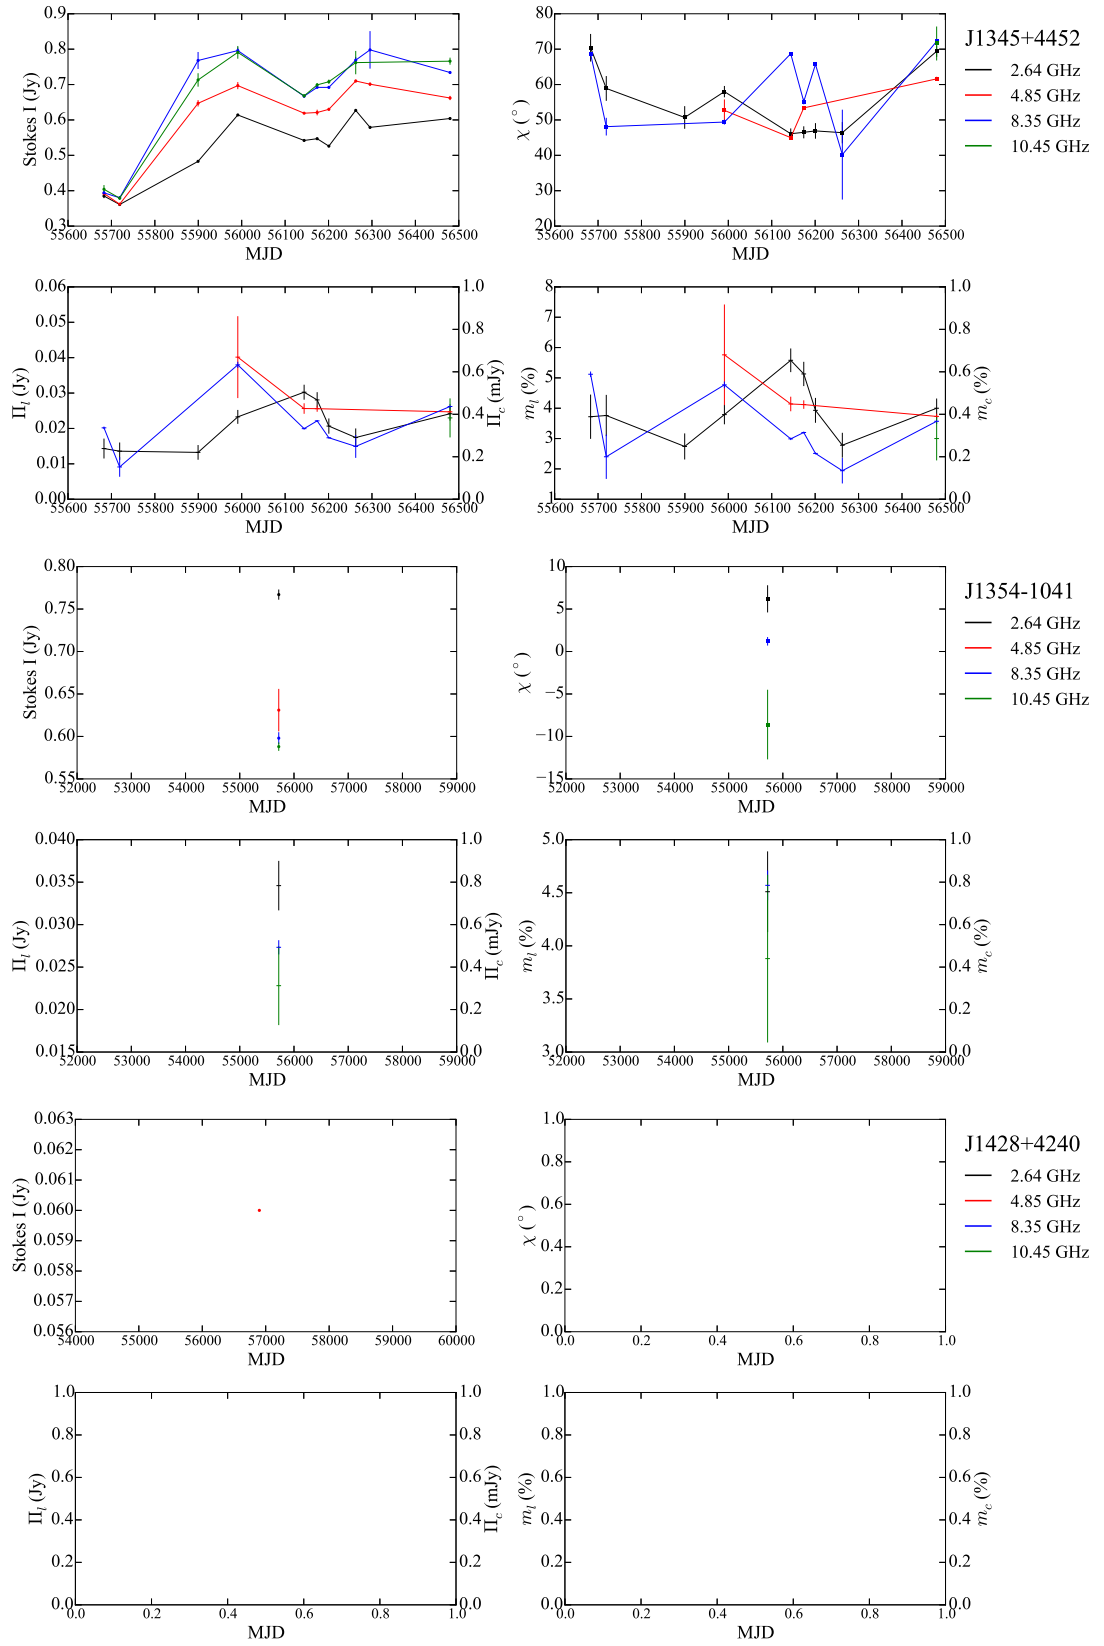 0.9
0.8
0.7
0.6
0.5
0.4
0.3
Stokes I (Jy)
55600 55700 55800 55900 56000 56100 56200 56300 56400 56500
MJD
80
70
60
50
40
30
20
χ (°)
55600 55700 55800 55900 56000 56100 56200 56300 56400 56500
MJD
J1345+4452
2.64 GHz
4.85 GHz
8.35 GHz
10.45 GHz
0.06
0.05
0.04
0.03
0.02
0.01
0.00
Π_l (Jy)
55600 55700 55800 55900 56000 56100 56200 56300 56400 56500
MJD
1.0
0.8
0.6
0.4
0.2
0.0
Π_c (mJy)
8
7
6
5
4
3
2
1
m_l (%)
55600 55700 55800 55900 56000 56100 56200 56300 56400 56500
MJD
1.0
0.8
0.6
0.4
0.2
0.0
m_c (%)
0.80
0.75
0.70
0.65
0.60
0.55
Stokes I (Jy)
52000 53000 54000 55000 56000 57000 58000 59000
MJD
10
5
0
−5
−10
−15
χ (°)
52000 53000 54000 55000 56000 57000 58000 59000
MJD
J1354-1041
2.64 GHz
4.85 GHz
8.35 GHz
10.45 GHz
0.040
0.035
0.030
0.025
0.020
0.015
Π_l (Jy)
52000 53000 54000 55000 56000 57000 58000 59000
MJD
1.0
0.8
0.6
0.4
0.2
0.0
Π_c (mJy)
5.0
4.5
4.0
3.5
3.0
m_l (%)
52000 53000 54000 55000 56000 57000 58000 59000
MJD
1.0
0.8
0.6
0.4
0.2
0.0
m_c (%)
0.063
0.062
0.061
0.060
0.059
0.058
0.057
0.056
Stokes I (Jy)
54000 55000 56000 57000 58000 59000 60000
MJD
1.0
0.8
0.6
0.4
0.2
0.0
χ (°)
0.0 0.2 0.4 0.6 0.8 1.0
MJD
J1428+4240
2.64 GHz
4.85 GHz
8.35 GHz
10.45 GHz
1.0
0.8
0.6
0.4
0.2
0.0
Π_l (Jy)
0.0 0.2 0.4 0.6 0.8 1.0
MJD
1.0
0.8
0.6
0.4
0.2
0.0
Π_c (mJy)
1.0
0.8
0.6
0.4
0.2
0.0
m_l (%)
0.0 0.2 0.4 0.6 0.8 1.0
MJD
1.0
0.8
0.6
0.4
0.2
0.0
m_c (%)